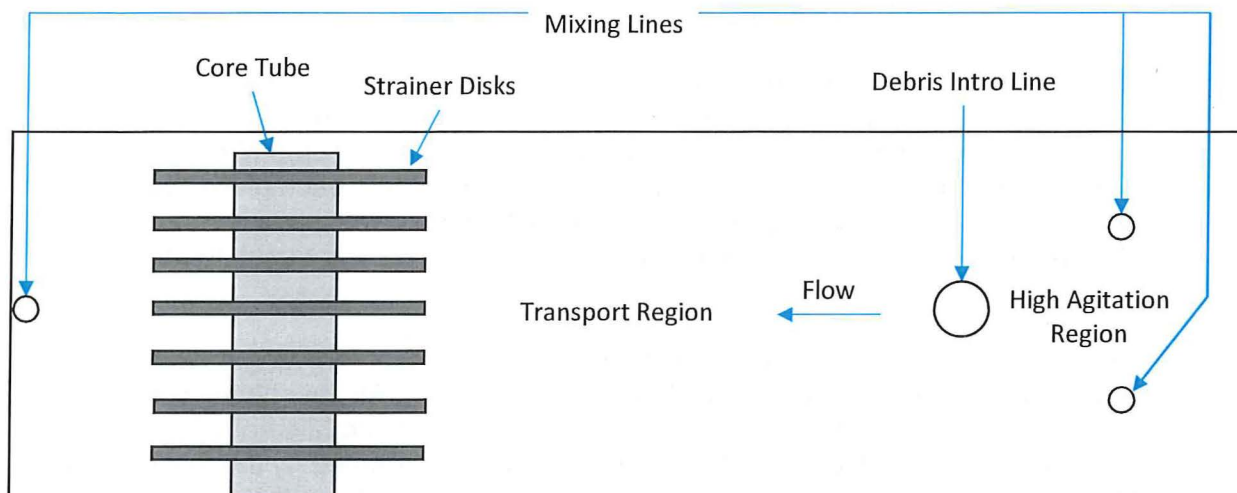 Mixing Lines
Core Tube
Strainer Disks
Debris Intro Line
Transport Region
Flow
High Agitation
Region